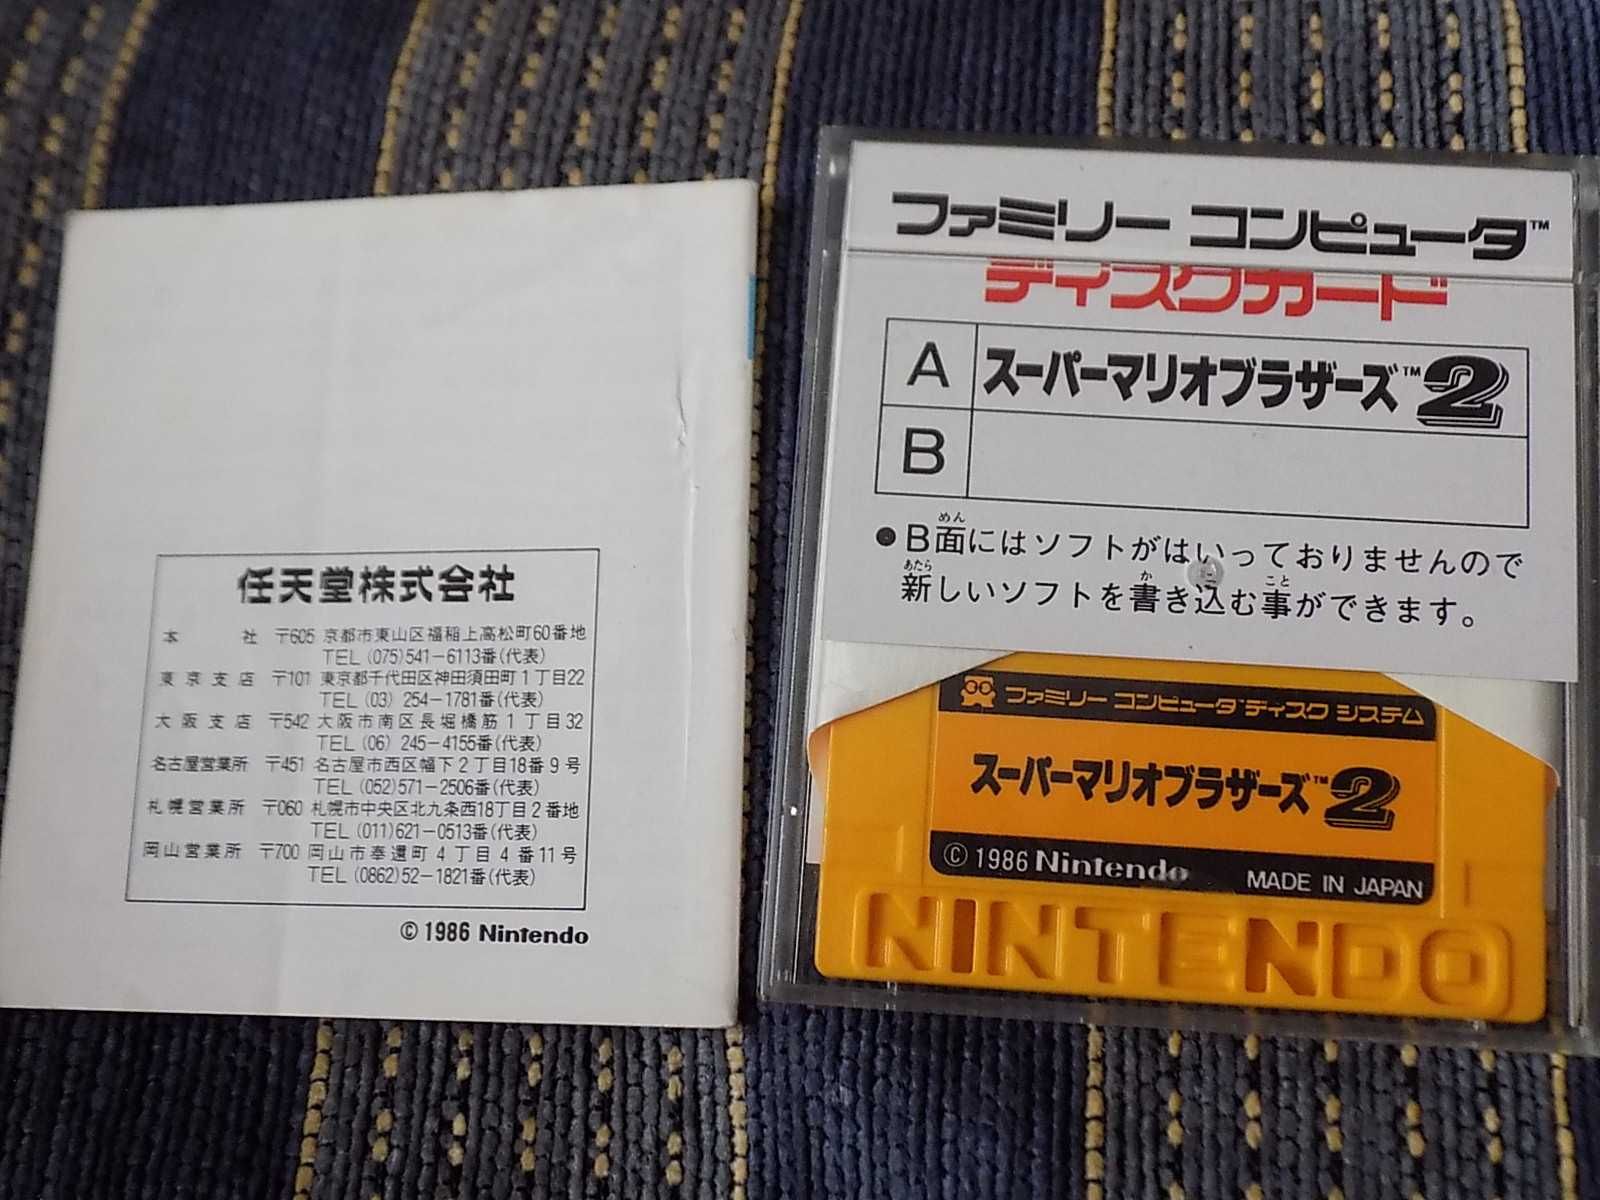 任天堂株式会社
本 社 〒605 京都市東山区福稲上高松町60番地
TEL (075)541-6113番(代表)
東京支店 〒101 東京都千代田区神田須田町1丁目22
TEL (03) 254-1781番(代表)
大阪支店 〒542 大阪市南区長堀橋筋1丁目32
TEL (06) 245-4155番(代表)
名古屋営業所 〒451 名古屋市西区幅下2丁目18番9号
TEL (052)571-2506番(代表)
札幌営業所 〒060 札幌市中央区北九条西18丁目2番地
TEL (011)621-0513番(代表)
岡山営業所 〒700 岡山市奉還町4丁目4番11号
TEL (0862)52-1821番(代表)
© 1986 Nintendo
ファミリー コンピュータ™
ディスクカード
A スーパーマリオブラザーズ™2
B
●B面にはソフトがはいっておりませんので
新しいソフトを書き込む事ができます。
ファミリー コンピュータ™ ディスク システム
スーパーマリオブラザーズ™2
© 1986 Nintendo MADE IN JAPAN
NINTENDO